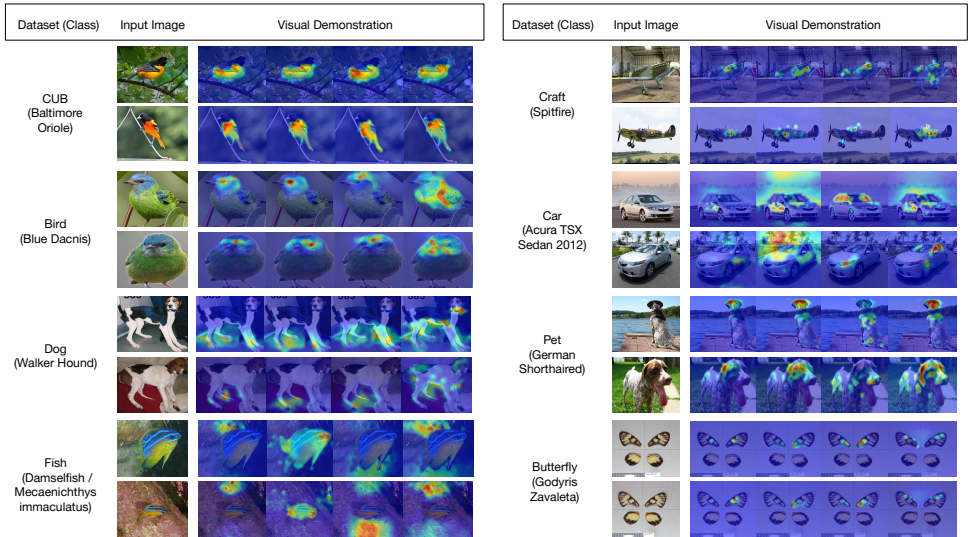 Dataset (Class) Input Image Visual Demonstration
CUB
(Baltimore
Oriole)
Bird
(Blue Dacnis)
Dog
(Walker Hound)
Fish
(Damselfish /
Mecaenichthys
immaculatus)
Dataset (Class) Input Image Visual Demonstration
Craft
(Spitfire)
Car
(Acura TSX
Sedan 2012)
Pet
(German
Shorthaired)
Butterfly
(Godyris
Zavaleta)